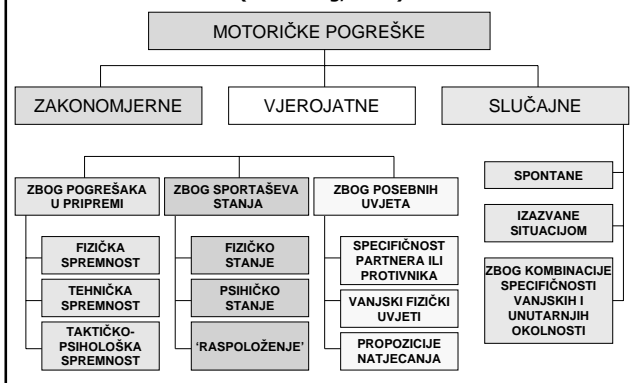 MOTORIČKE POGREŠKE
ZAKONOMJERNE
VJEROJATNE
SLUČAJNE
ZBOG POGREŠAKA
U PRIPREMI
FIZIČKA
SPREMNOST
TEHNIČKA
SPREMNOST
TAKTIČKO-
PSIHOLOŠKA
SPREMNOST
ZBOG SPORTAŠEVA
STANJA
FIZIČKO
STANJE
PSIHIČKO
STANJE
‘RASPOLOŽENJE’
ZBOG POSEBNIH
UVJETA
SPECIFIČNOST
PARTNERA ILI
PROTIVNIKA
VANJSKI FIZIČKI
UVJETI
PROPOZICIJE
NATJECANJA
SPONTANE
IZAZVANE
SITUACIJOM
ZBOG KOMBINACIJE
SPECIFIČNOSTI
VANJSKIH I
UNUTARNJIH
OKOLNOSTI